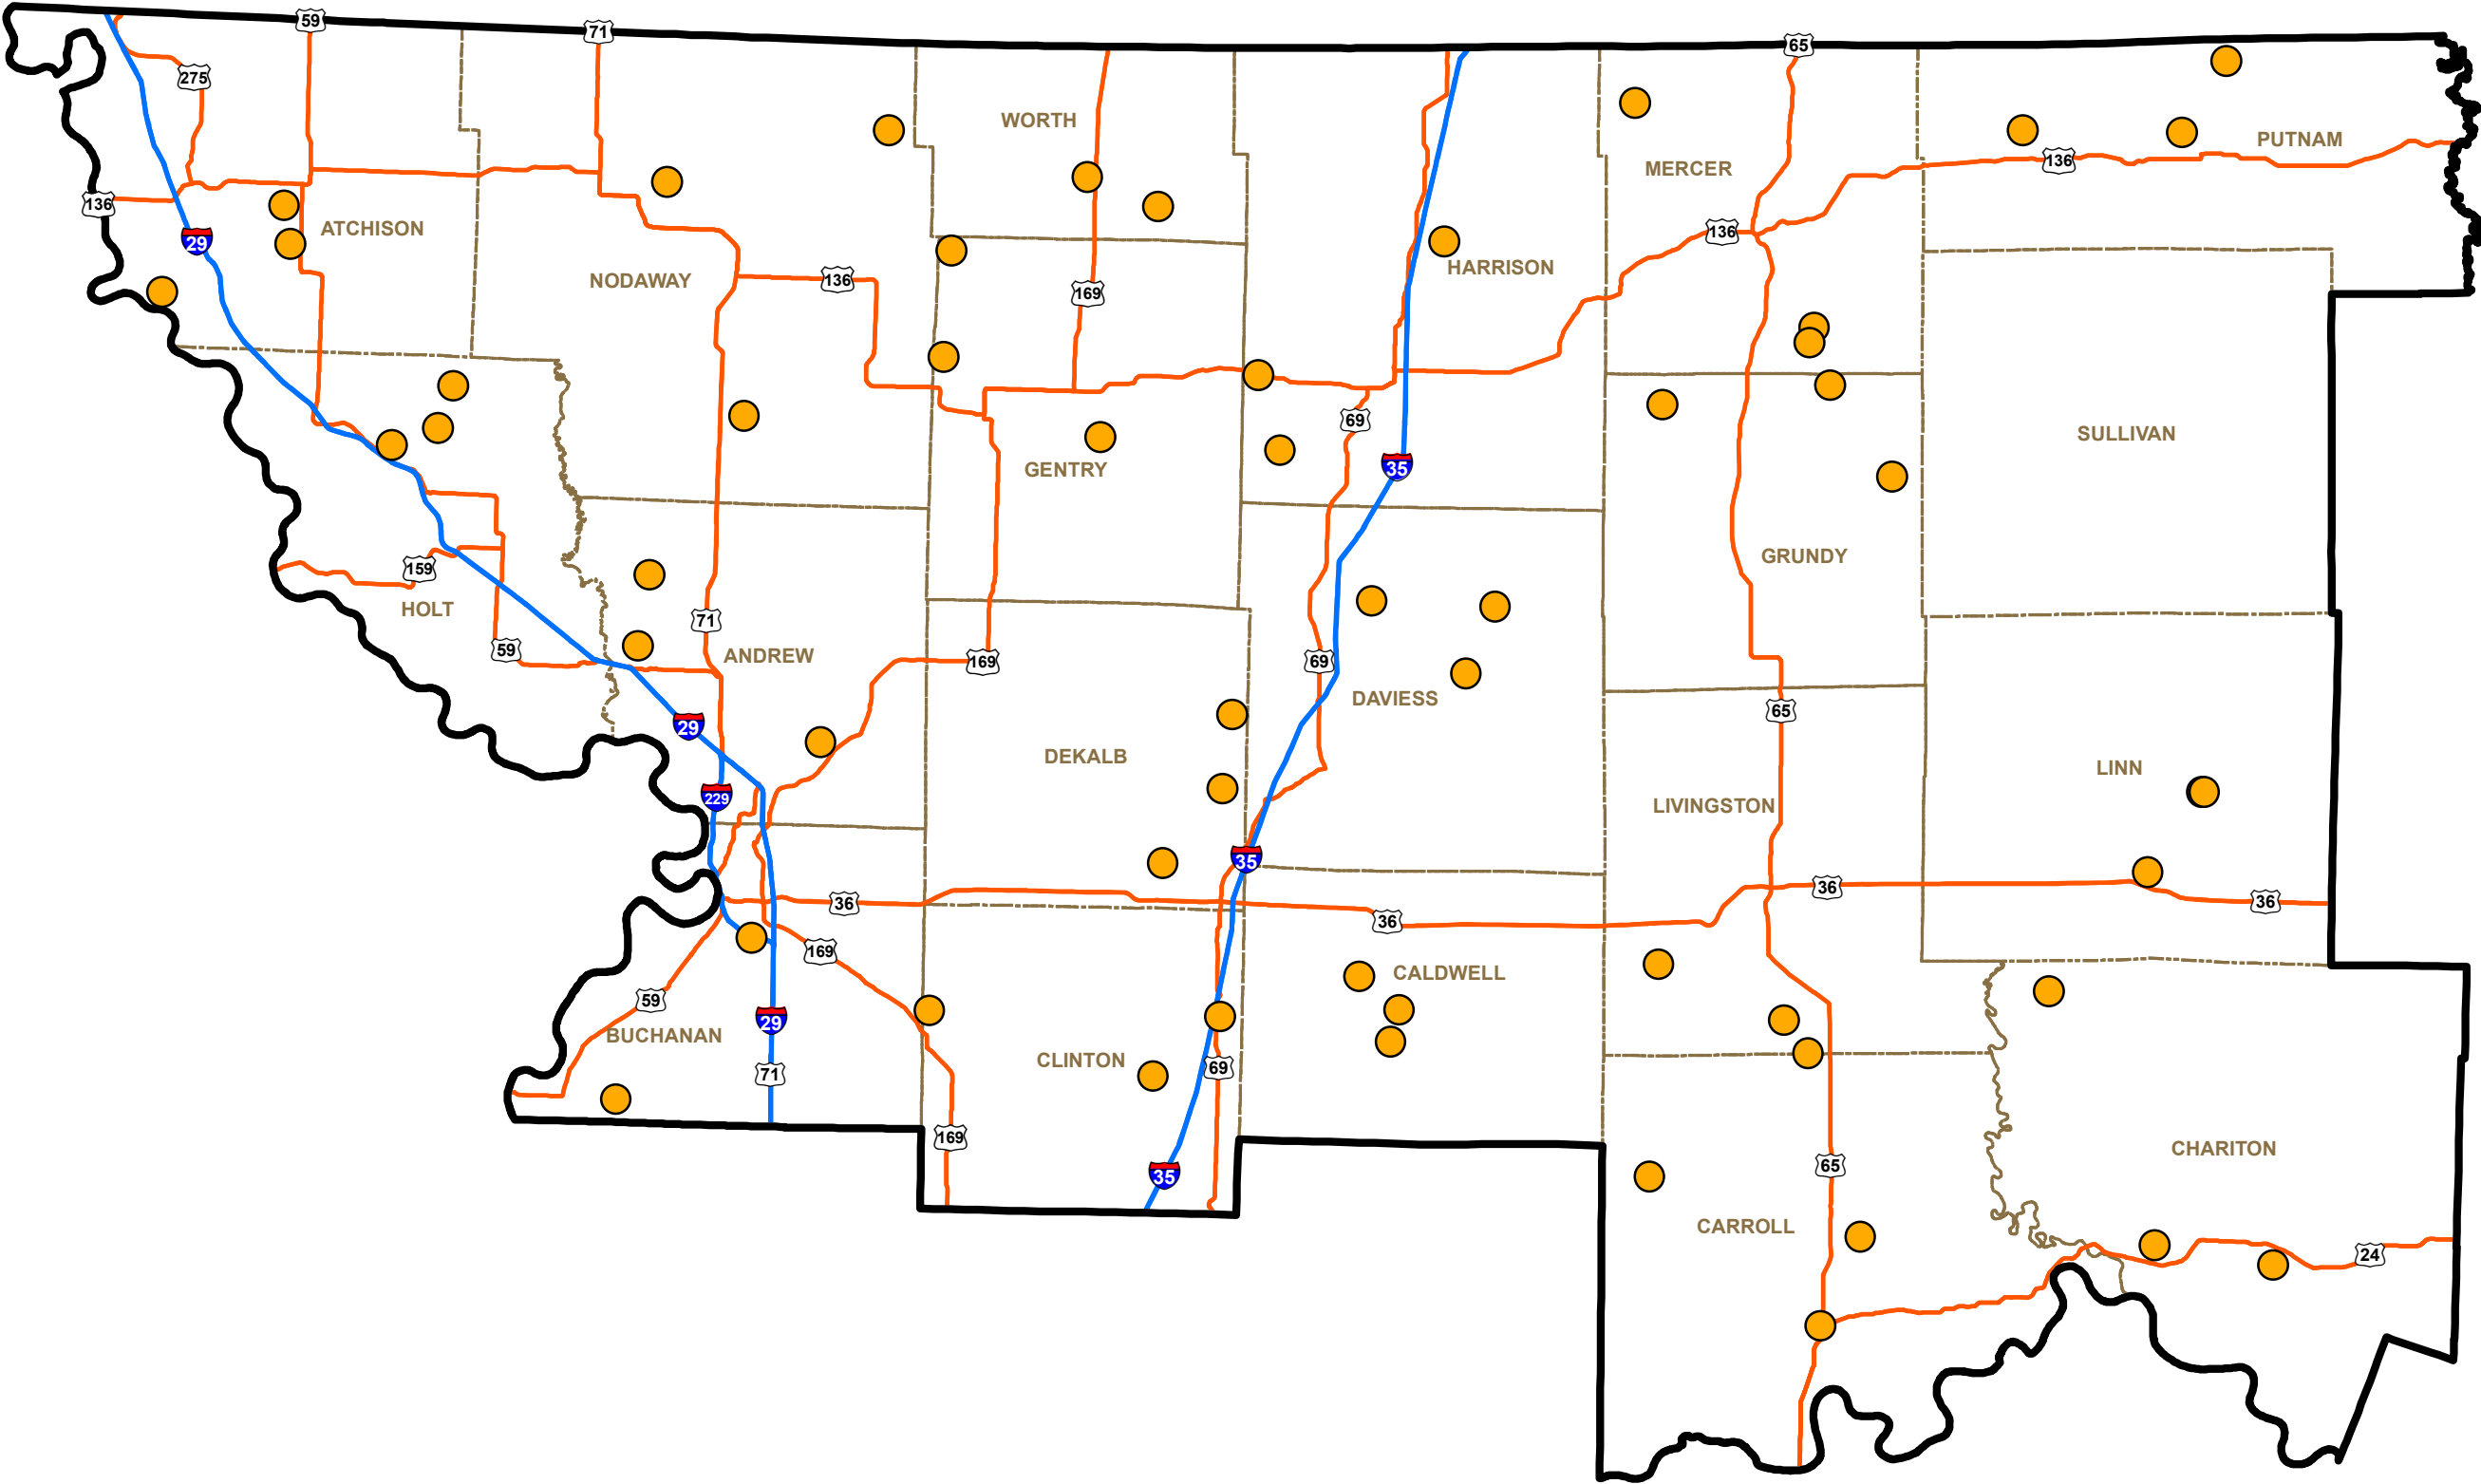 59
71
65
275
WORTH
PUTNAM
136
MERCER
136
ATCHISON
136
29
HARRISON
NODAWAY
136
169
69
SULLIVAN
GENTRY
35
GRUNDY
159
HOLT
71
59
ANDREW
169
69
DAVIESS
65
29
DEKALB
LINN
229
LIVINGSTON
35
36
36
36
36
169
CALDWELL
59
29
BUCHANAN
CLINTON
69
71
169
CHARITON
65
35
CARROLL
24